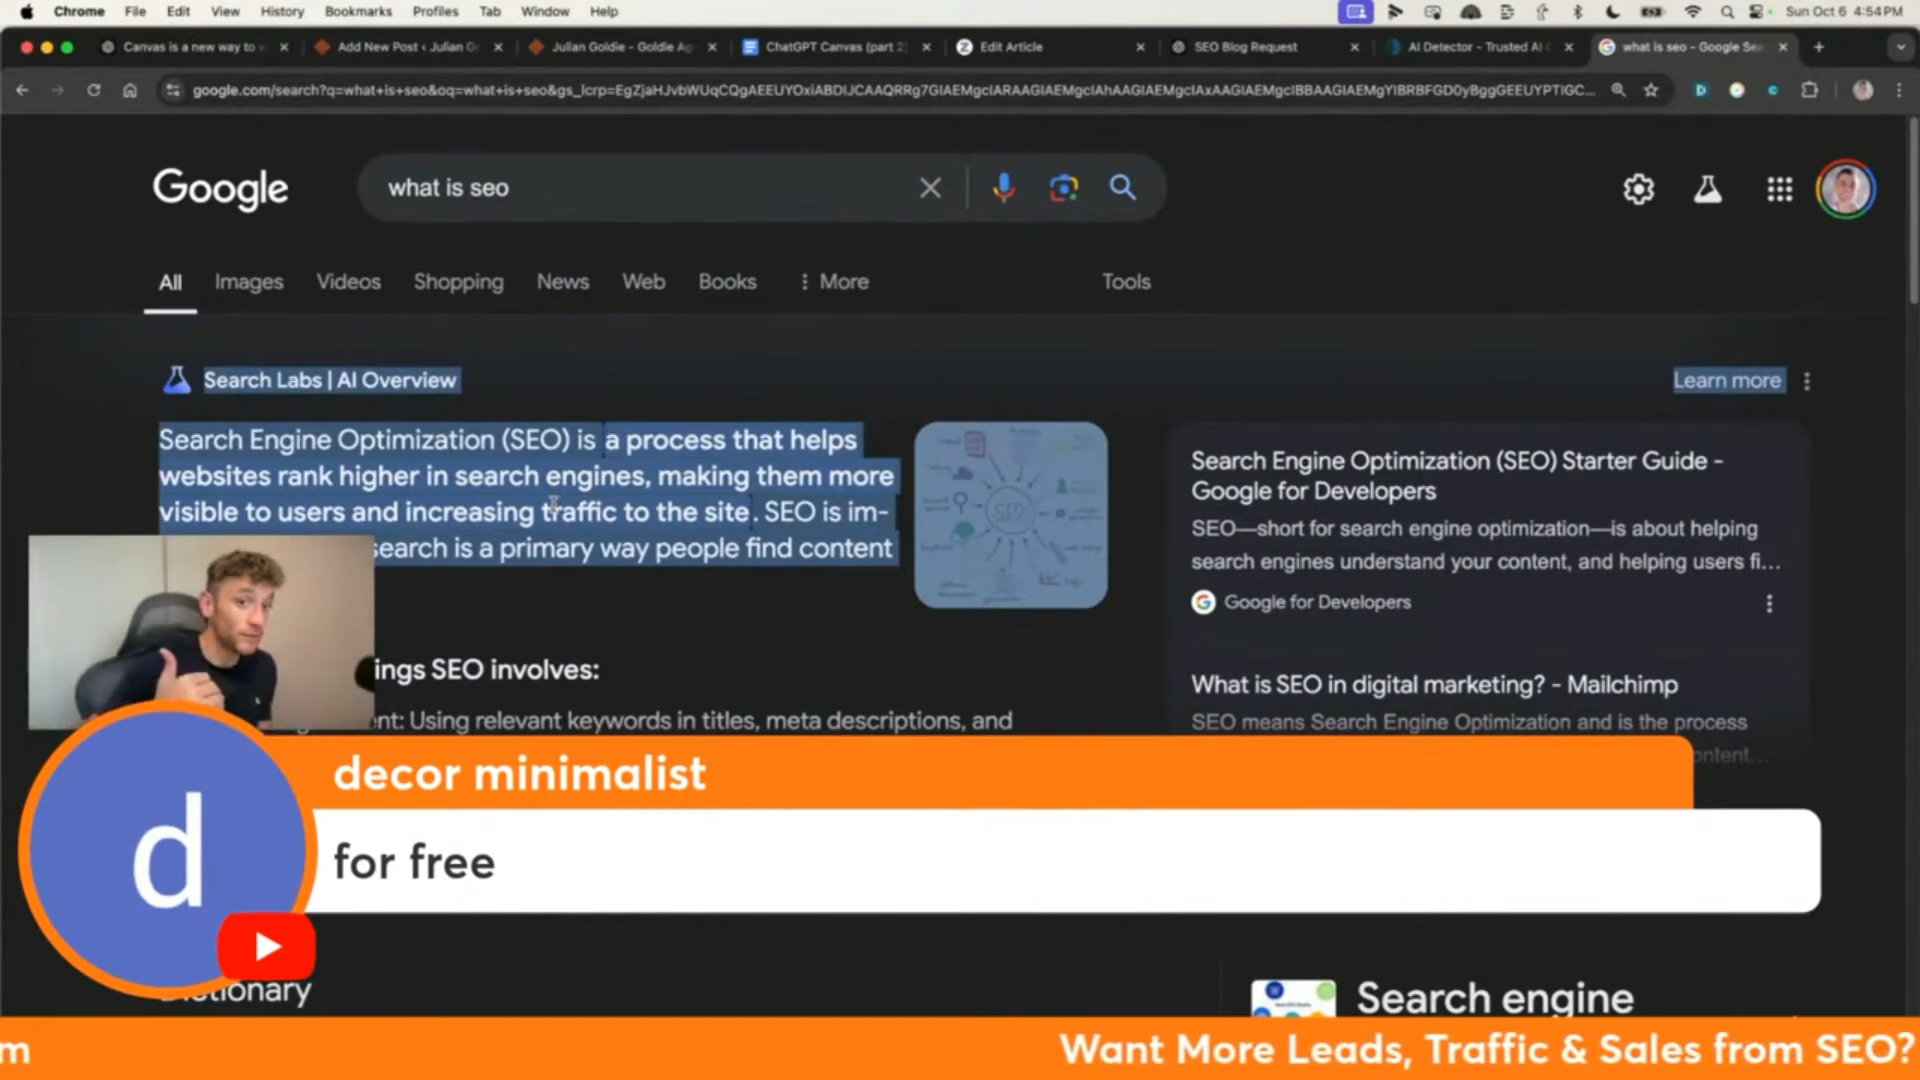 Chrome File Edit View History Bookmarks Profiles Tab Window Help
Sun Oct 6 4:54 PM
Canvas is a new way to
Add New Post ‹ Julian G
Julian Goldie - Goldie Ag
ChatGPT Canvas (part 2)
Edit Article
SEO Blog Request
AI Detector - Trusted AI
what is seo - Google Sea
Google
what is seo
All Images Videos Shopping News Web Books More Tools
Search Labs | AI Overview
Learn more
Search Engine Optimization (SEO) is a process that helps
websites rank higher in search engines, making them more
visible to users and increasing traffic to the site. SEO is im-
search is a primary way people find content
SEO
Search Engine Optimization (SEO) Starter Guide -
Google for Developers
SEO—short for search engine optimization—is about helping
search engines understand your content, and helping users fi...
Google for Developers
ings SEO involves:
What is SEO in digital marketing? - Mailchimp
nt: Using relevant keywords in titles, meta descriptions, and
SEO means Search Engine Optimization and is the process
ontent...
decor minimalist
d
for free
Dictionary
Search engine
m
Want More Leads, Traffic & Sales from SEO?